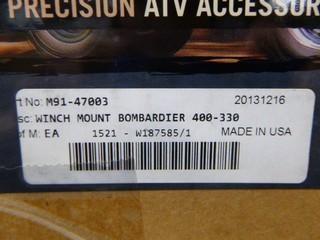 PRECISION ATV ACCESSOR
rt No: M91-47003 20131216
sc: WINCH MOUNT BOMBARDIER 400-330
of M: EA 1521 - W187585/1 MADE IN USA